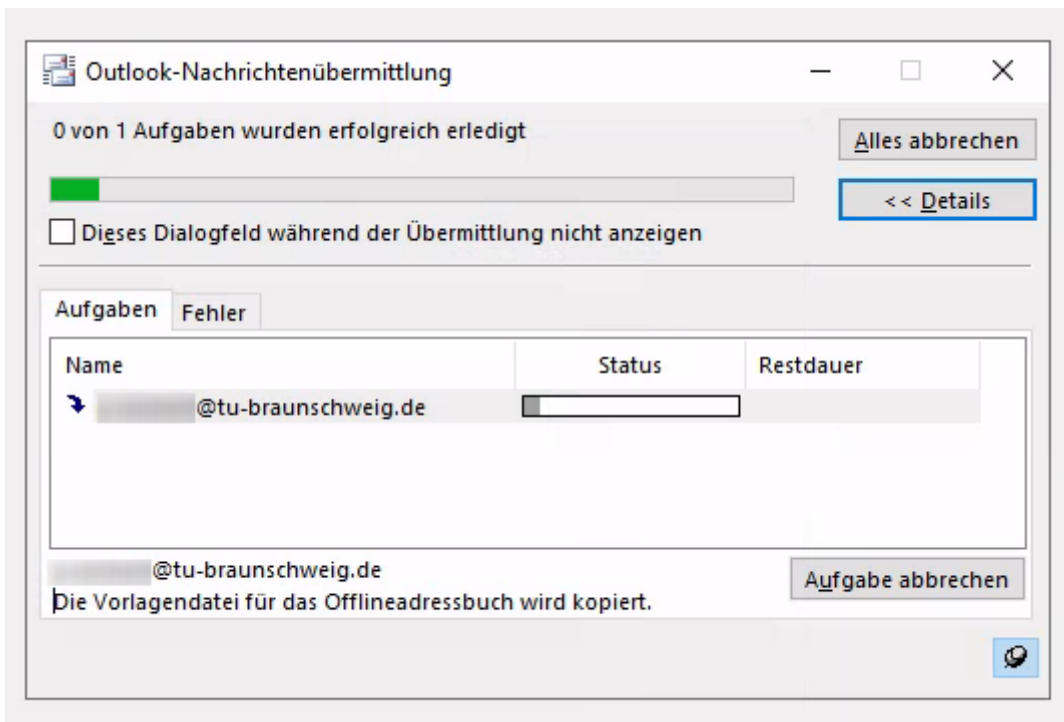 Outlook-Nachrichtenübermittlung
0 von 1 Aufgaben wurden erfolgreich erledigt
Alles abbrechen
<< Details
Dieses Dialogfeld während der Übermittlung nicht anzeigen
Aufgaben Fehler
Name Status Restdauer
@tu-braunschweig.de
@tu-braunschweig.de
Aufgabe abbrechen
Die Vorlagendatei für das Offlineadressbuch wird kopiert.